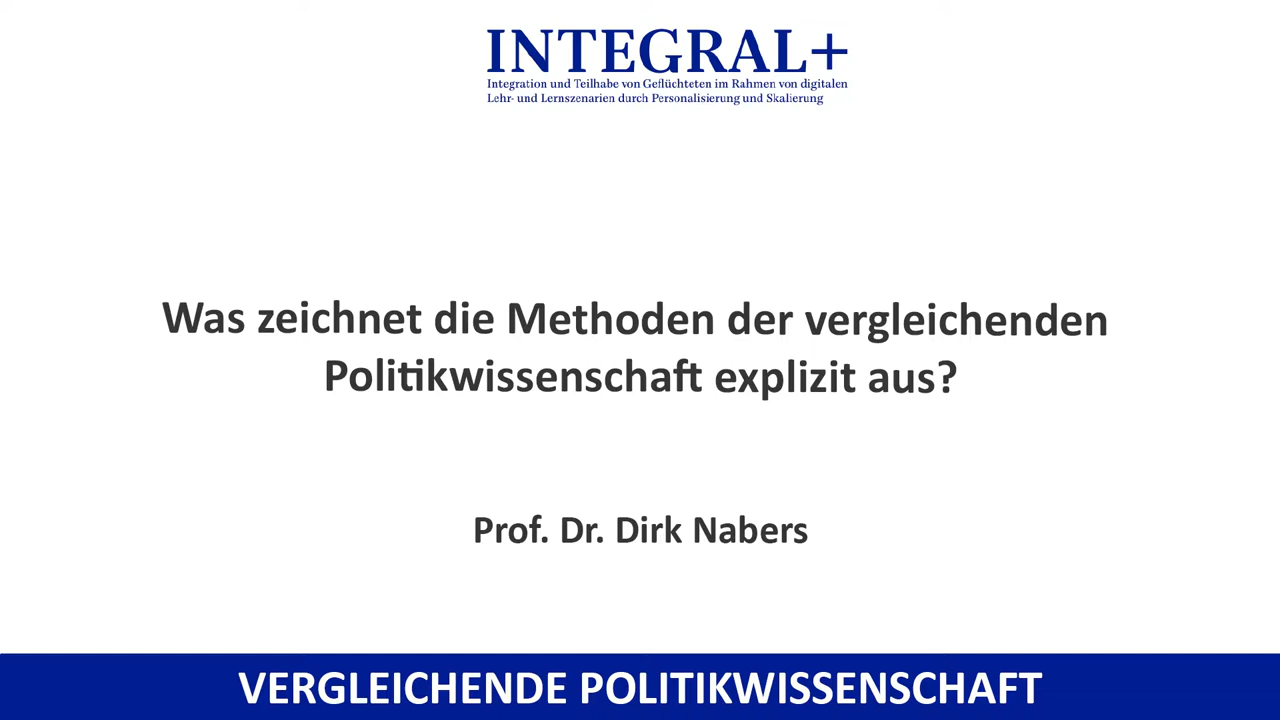 INTEGRAL+
Integration und Teilhabe von Geflüchteten im Rahmen von digitalen
Lehr- und Lernszenarien durch Personalisierung und Skalierung
Was zeichnet die Methoden der vergleichenden
Politikwissenschaft explizit aus?
Prof. Dr. Dirk Nabers
VERGLEICHENDE POLITIKWISSENSCHAFT